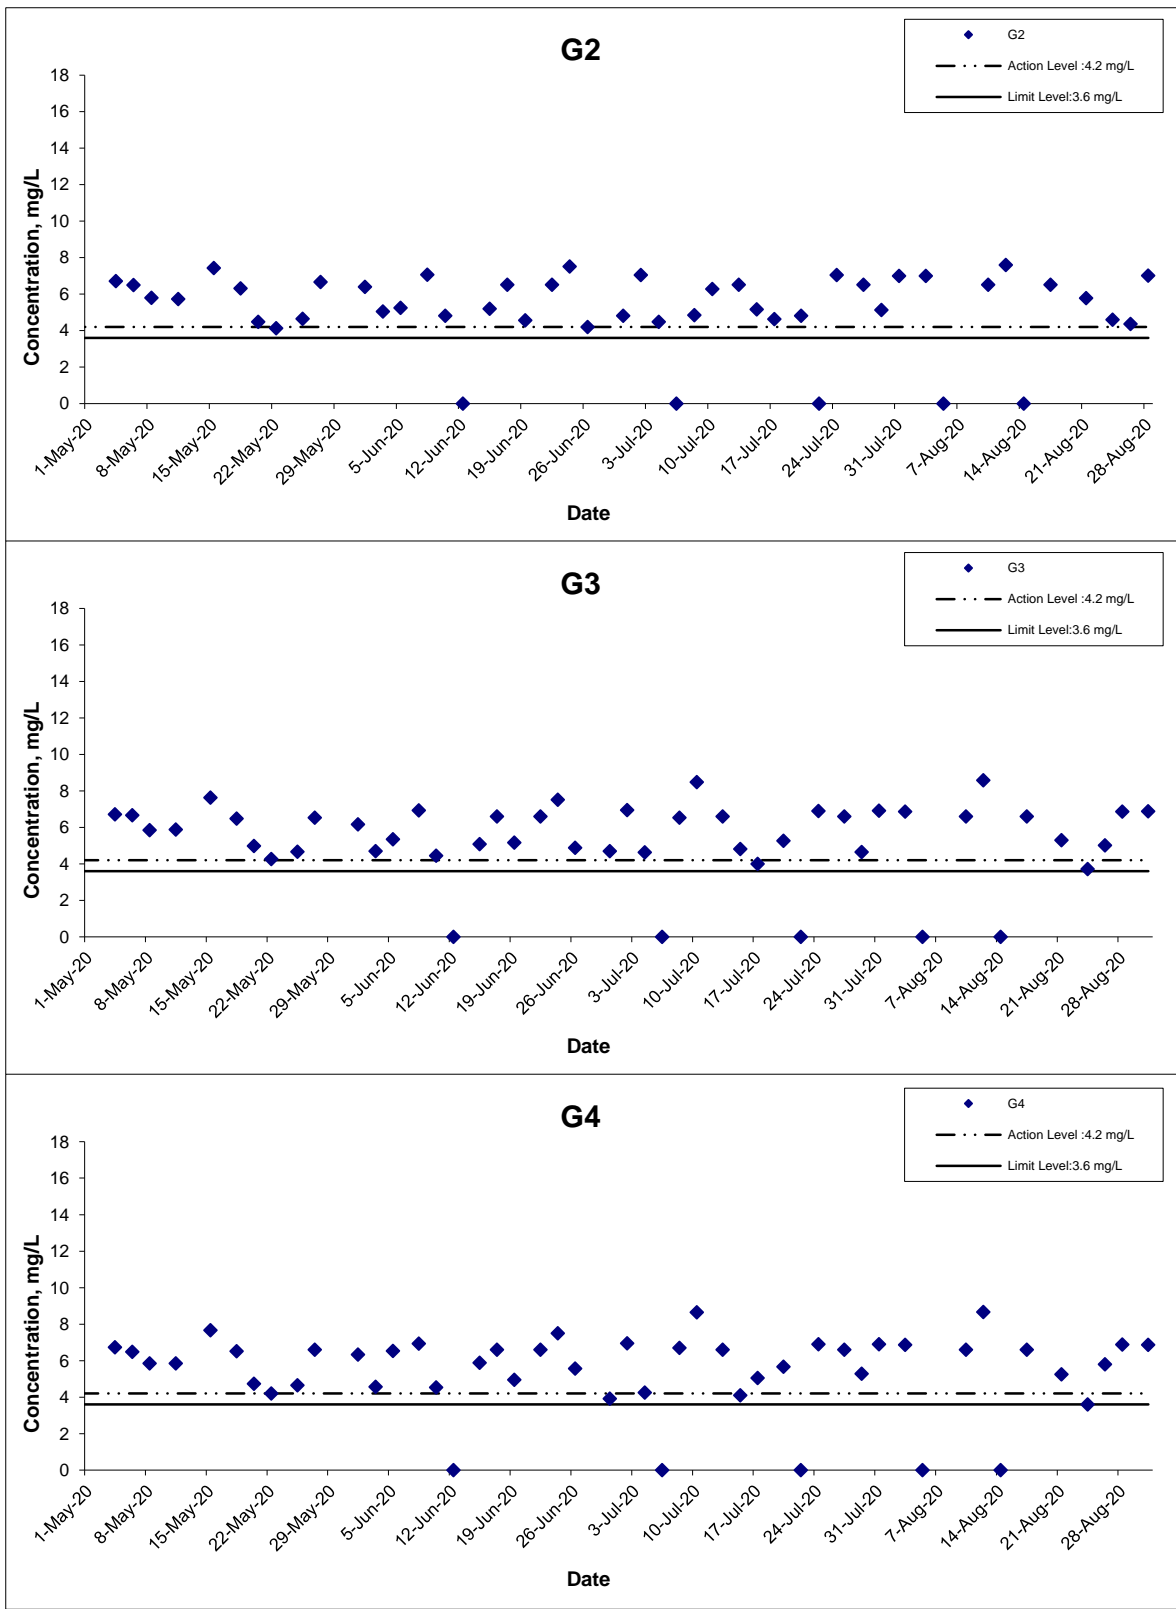 G2
G2
Action Level :4.2 mg/L
Limit Level:3.6 mg/L
Concentration, mg/L
18
16
14
12
10
8
6
4
2
0
1-May-20
8-May-20
15-May-20
22-May-20
29-May-20
5-Jun-20
12-Jun-20
19-Jun-20
26-Jun-20
3-Jul-20
10-Jul-20
17-Jul-20
24-Jul-20
31-Jul-20
7-Aug-20
14-Aug-20
21-Aug-20
28-Aug-20
Date
G3
G3
Action Level :4.2 mg/L
Limit Level:3.6 mg/L
Concentration, mg/L
18
16
14
12
10
8
6
4
2
0
1-May-20
8-May-20
15-May-20
22-May-20
29-May-20
5-Jun-20
12-Jun-20
19-Jun-20
26-Jun-20
3-Jul-20
10-Jul-20
17-Jul-20
24-Jul-20
31-Jul-20
7-Aug-20
14-Aug-20
21-Aug-20
28-Aug-20
Date
G4
G4
Action Level :4.2 mg/L
Limit Level:3.6 mg/L
Concentration, mg/L
18
16
14
12
10
8
6
4
2
0
1-May-20
8-May-20
15-May-20
22-May-20
29-May-20
5-Jun-20
12-Jun-20
19-Jun-20
26-Jun-20
3-Jul-20
10-Jul-20
17-Jul-20
24-Jul-20
31-Jul-20
7-Aug-20
14-Aug-20
21-Aug-20
28-Aug-20
Date